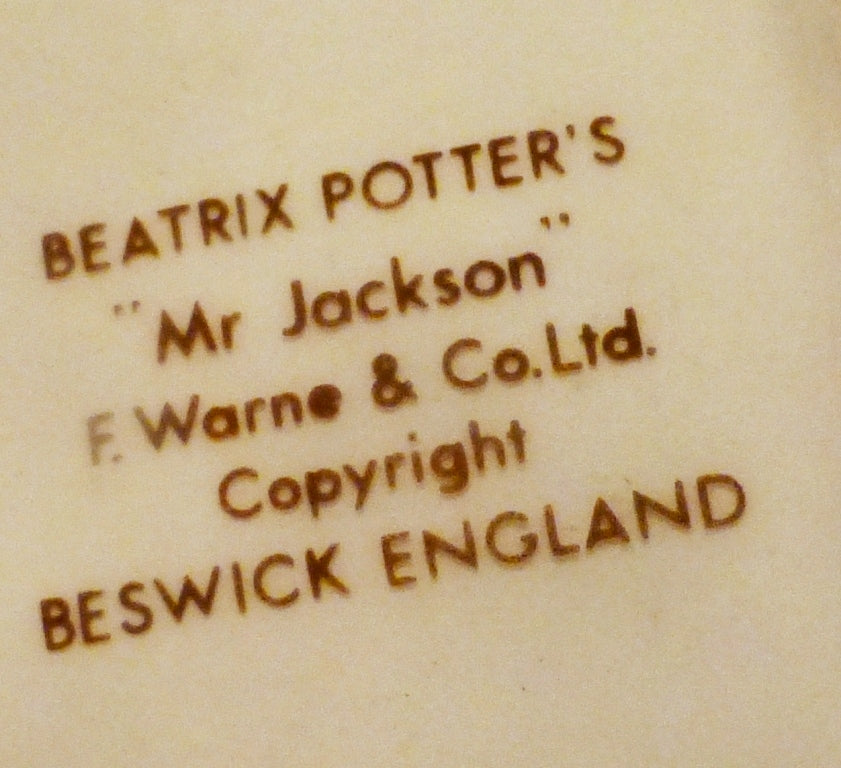 BEATRIX POTTER'S
"Mr Jackson"
F. Warne & Co. Ltd.
Copyright
BESWICK ENGLAND